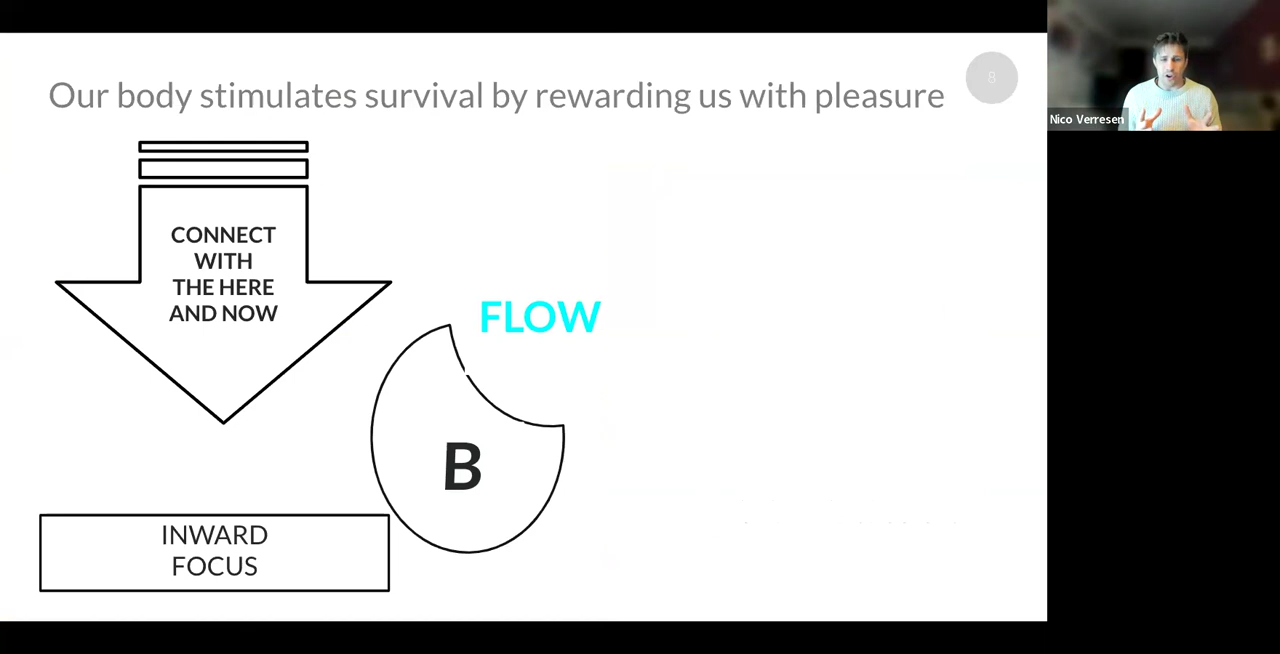 Our body stimulates survival by rewarding us with pleasure
8
Nico Verresen
CONNECT
WITH
THE HERE
AND NOW
FLOW
B
INWARD
FOCUS